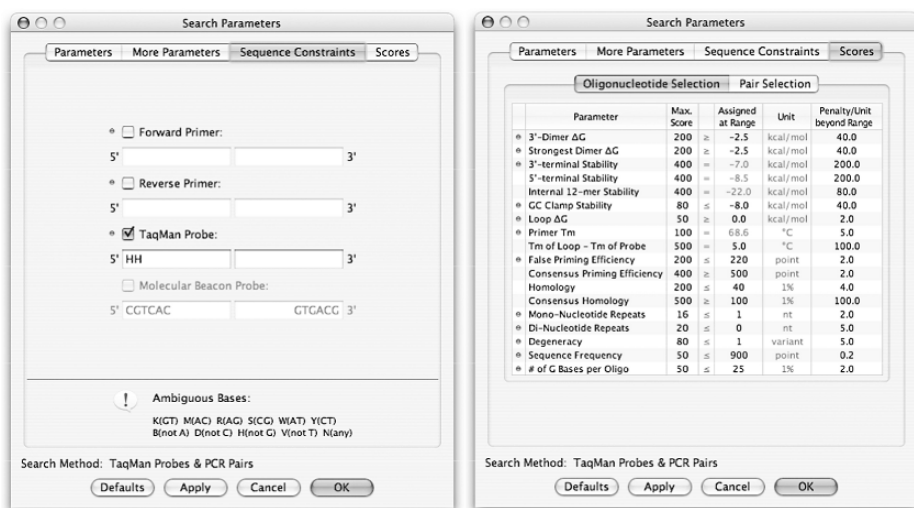 Search Parameters
Parameters More Parameters Sequence Constraints Scores
Forward Primer:
5' 3'
Reverse Primer:
5' 3'
TaqMan Probe:
5' HH 3'
Molecular Beacon Probe:
5' CGTCAC GTGACG 3'
! Ambiguous Bases:
K(GT) M(AC) R(AG) S(CG) W(AT) Y(CT)
B(not A) D(not C) H(not G) V(not T) N(any)
Search Method: TaqMan Probes & PCR Pairs
Defaults Apply Cancel OK
Search Parameters
Parameters More Parameters Sequence Constraints Scores
Oligonucleotide Selection Pair Selection
Parameter Max. Score Assigned at Range Unit Penalty/Unit beyond Range
3'-Dimer ΔG 200 ≥ -2.5 kcal/mol 40.0
Strongest Dimer ΔG 200 ≥ -2.5 kcal/mol 40.0
3'-terminal Stability 400 = -7.0 kcal/mol 200.0
5'-terminal Stability 400 = -8.5 kcal/mol 200.0
Internal 12-mer Stability 400 = -22.0 kcal/mol 80.0
GC Clamp Stability 80 ≤ -8.0 kcal/mol 40.0
Loop ΔG 50 ≥ 0.0 kcal/mol 2.0
Primer Tm 100 = 68.6 °C 5.0
Tm of Loop - Tm of Probe 500 = 5.0 °C 100.0
False Priming Efficiency 200 ≤ 220 point 2.0
Consensus Priming Efficiency 400 ≥ 500 point 2.0
Homology 200 ≤ 40 1% 4.0
Consensus Homology 500 ≥ 100 1% 100.0
Mono-Nucleotide Repeats 16 ≤ 1 nt 2.0
Di-Nucleotide Repeats 20 ≤ 0 nt 5.0
Degeneracy 80 ≤ 1 variant 5.0
Sequence Frequency 50 ≤ 900 point 0.2
# of G Bases per Oligo 50 ≤ 25 1% 2.0
Search Method: TaqMan Probes & PCR Pairs
Defaults Apply Cancel OK